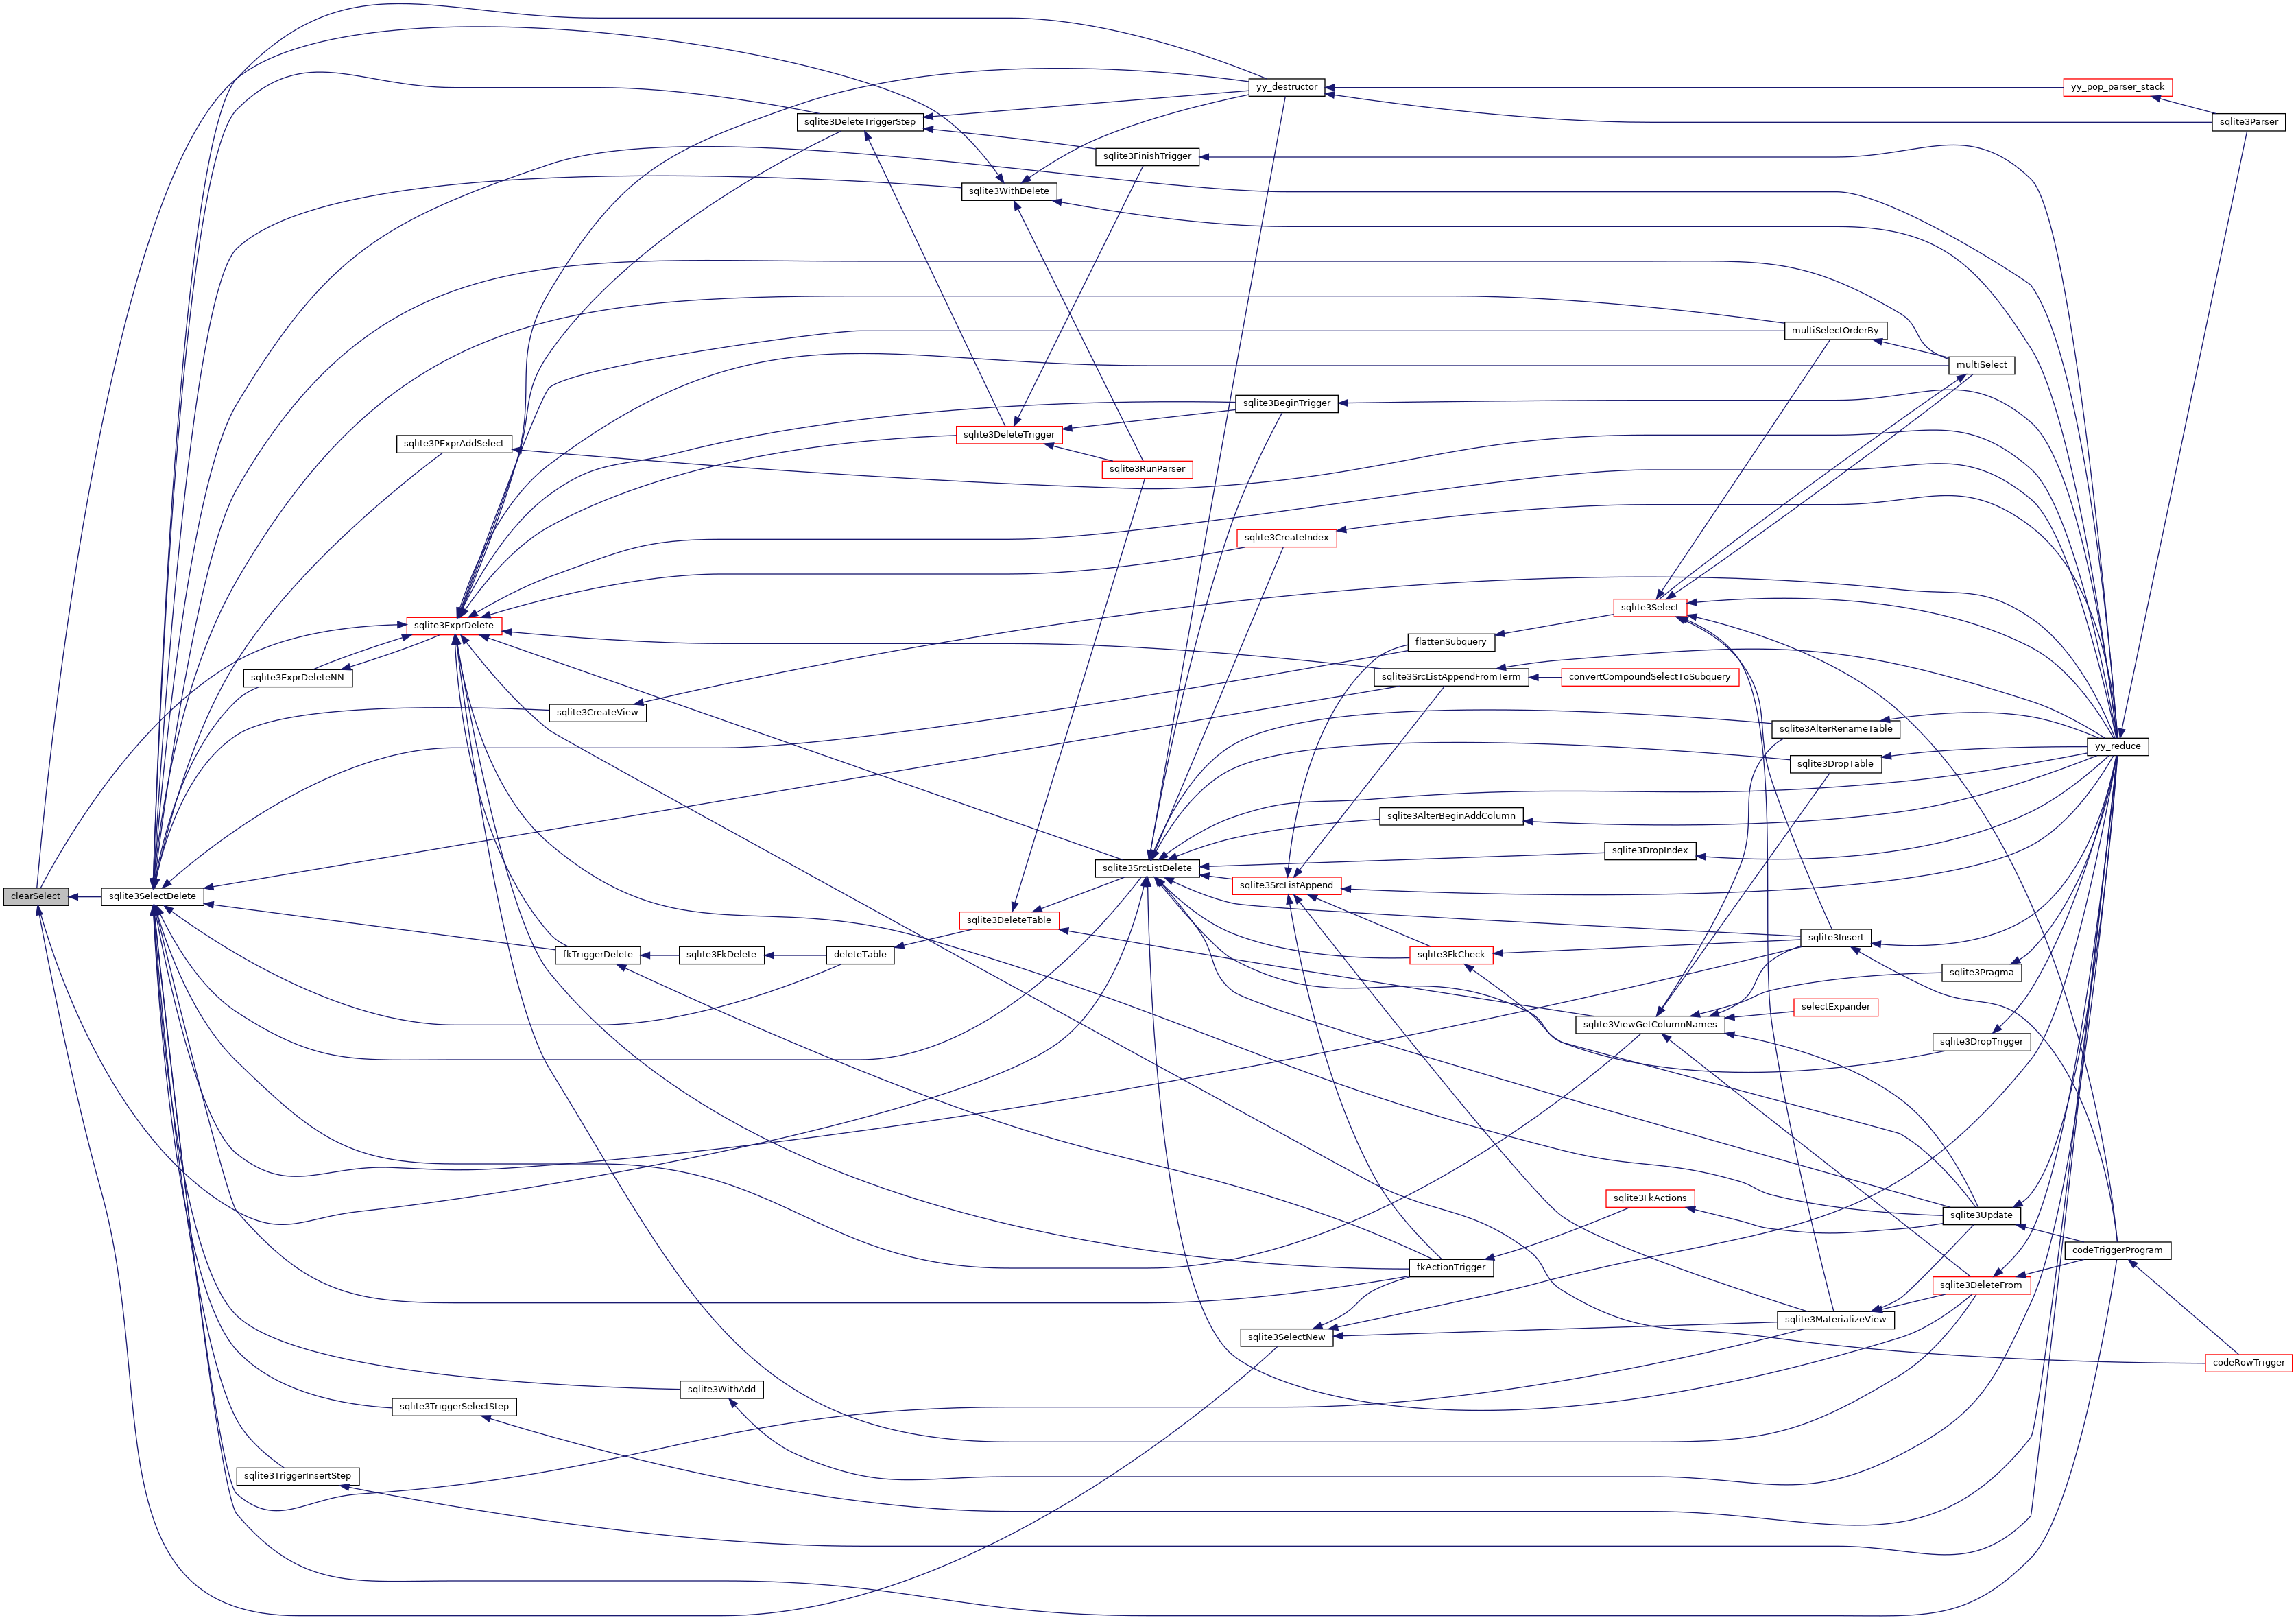 yy_destructor
yy_pop_parser_stack
sqlite3DeleteTriggerStep
sqlite3Parser
sqlite3FinishTrigger
sqlite3WithDelete
multiSelectOrderBy
multiSelect
sqlite3BeginTrigger
sqlite3PExprAddSelect
sqlite3DeleteTrigger
sqlite3RunParser
sqlite3CreateIndex
sqlite3Select
sqlite3ExprDelete
flattenSubquery
sqlite3ExprDeleteNN
sqlite3SrcListAppendFromTerm
convertCompoundSelectToSubquery
sqlite3CreateView
sqlite3AlterRenameTable
yy_reduce
sqlite3DropTable
sqlite3AlterBeginAddColumn
sqlite3DropIndex
sqlite3SrcListDelete
sqlite3SrcListAppend
clearSelect
sqlite3SelectDelete
sqlite3DeleteTable
sqlite3Insert
fkTriggerDelete
sqlite3FkDelete
deleteTable
sqlite3FkCheck
sqlite3Pragma
selectExpander
sqlite3ViewGetColumnNames
sqlite3DropTrigger
sqlite3FkActions
sqlite3Update
codeTriggerProgram
fkActionTrigger
sqlite3DeleteFrom
sqlite3MaterializeView
sqlite3SelectNew
codeRowTrigger
sqlite3WithAdd
sqlite3TriggerSelectStep
sqlite3TriggerInsertStep